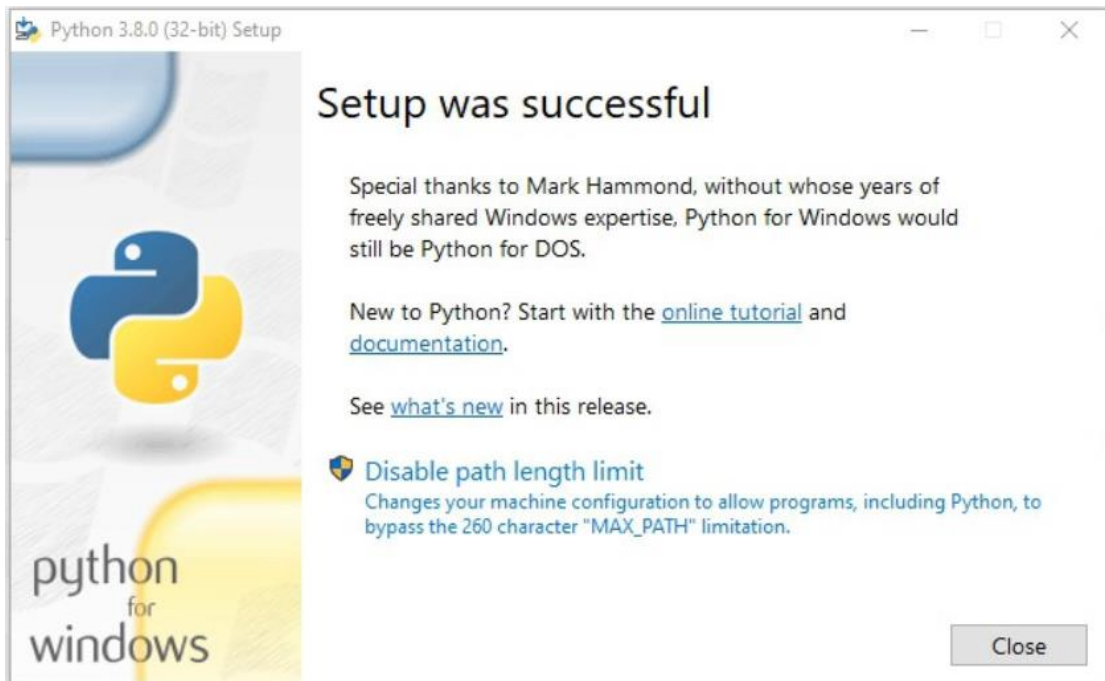 Python 3.8.0 (32-bit) Setup
Setup was successful
Special thanks to Mark Hammond, without whose years of
freely shared Windows expertise, Python for Windows would
still be Python for DOS.
New to Python? Start with the online tutorial and
documentation.
See what's new in this release.
Disable path length limit
Changes your machine configuration to allow programs, including Python, to
bypass the 260 character "MAX_PATH" limitation.
python
for
windows
Close